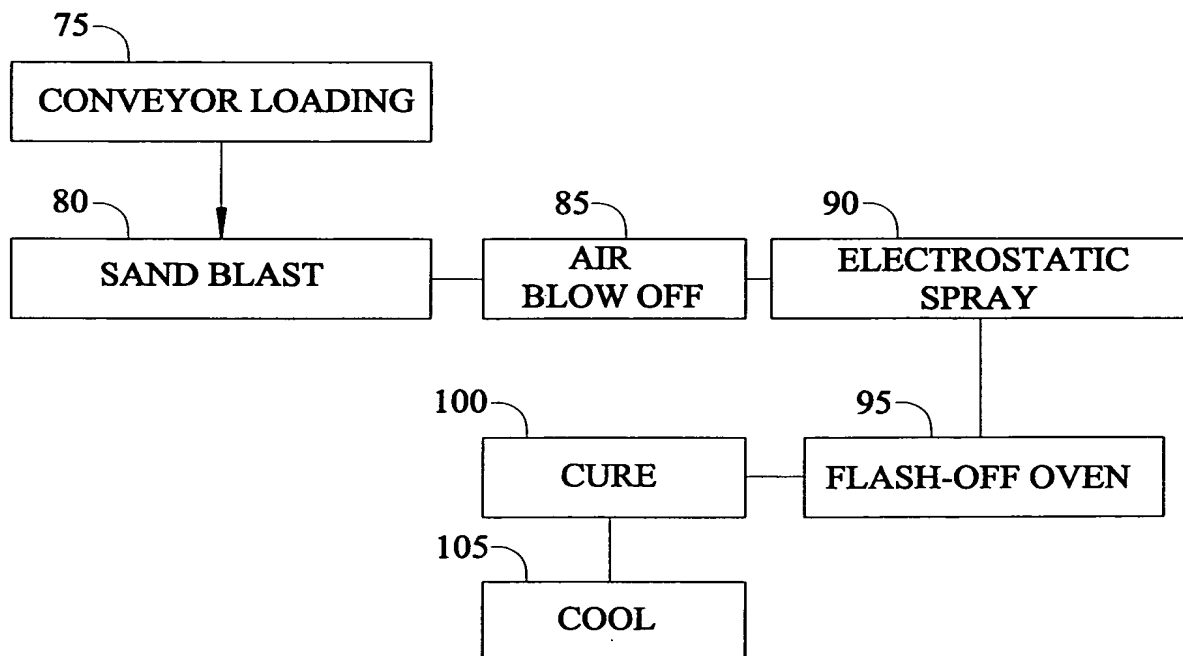 75
CONVEYOR LOADING
80
SAND BLAST
85
AIR
BLOW OFF
90
ELECTROSTATIC
SPRAY
95
FLASH-OFF OVEN
100
CURE
105
COOL